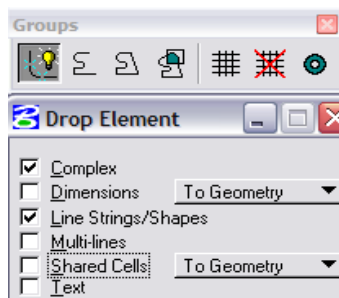 Groups
Drop Element
Complex
Dimensions To Geometry
Line Strings/Shapes
Multi-lines
Shared Cells To Geometry
Text